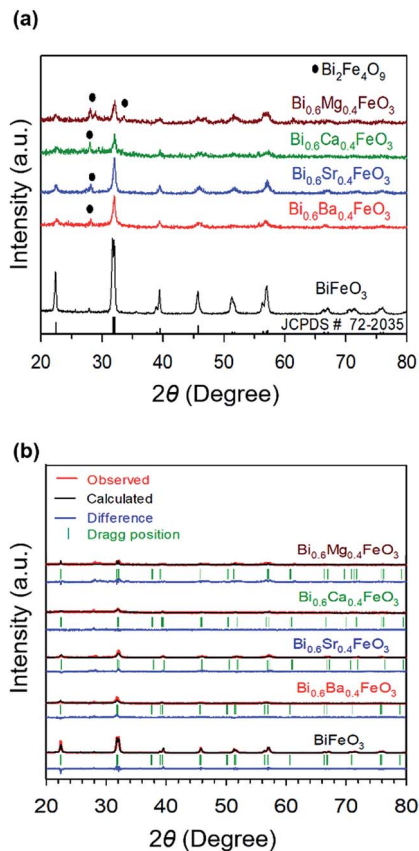 (a)
Bi₂Fe₄O₉
Bi₀.₆Mg₀.₄FeO₃
Bi₀.₆Ca₀.₄FeO₃
Bi₀.₆Sr₀.₄FeO₃
Bi₀.₆Ba₀.₄FeO₃
BiFeO₃
JCPDS # 72-2035
Intensity (a.u.)
20 30 40 50 60 70 80
2θ (Degree)
(b)
Observed
Calculated
Difference
Dragg position
Bi₀.₆Mg₀.₄FeO₃
Bi₀.₆Ca₀.₄FeO₃
Bi₀.₆Sr₀.₄FeO₃
Bi₀.₆Ba₀.₄FeO₃
BiFeO₃
Intensity (a.u.)
20 30 40 50 60 70 80
2θ (Degree)